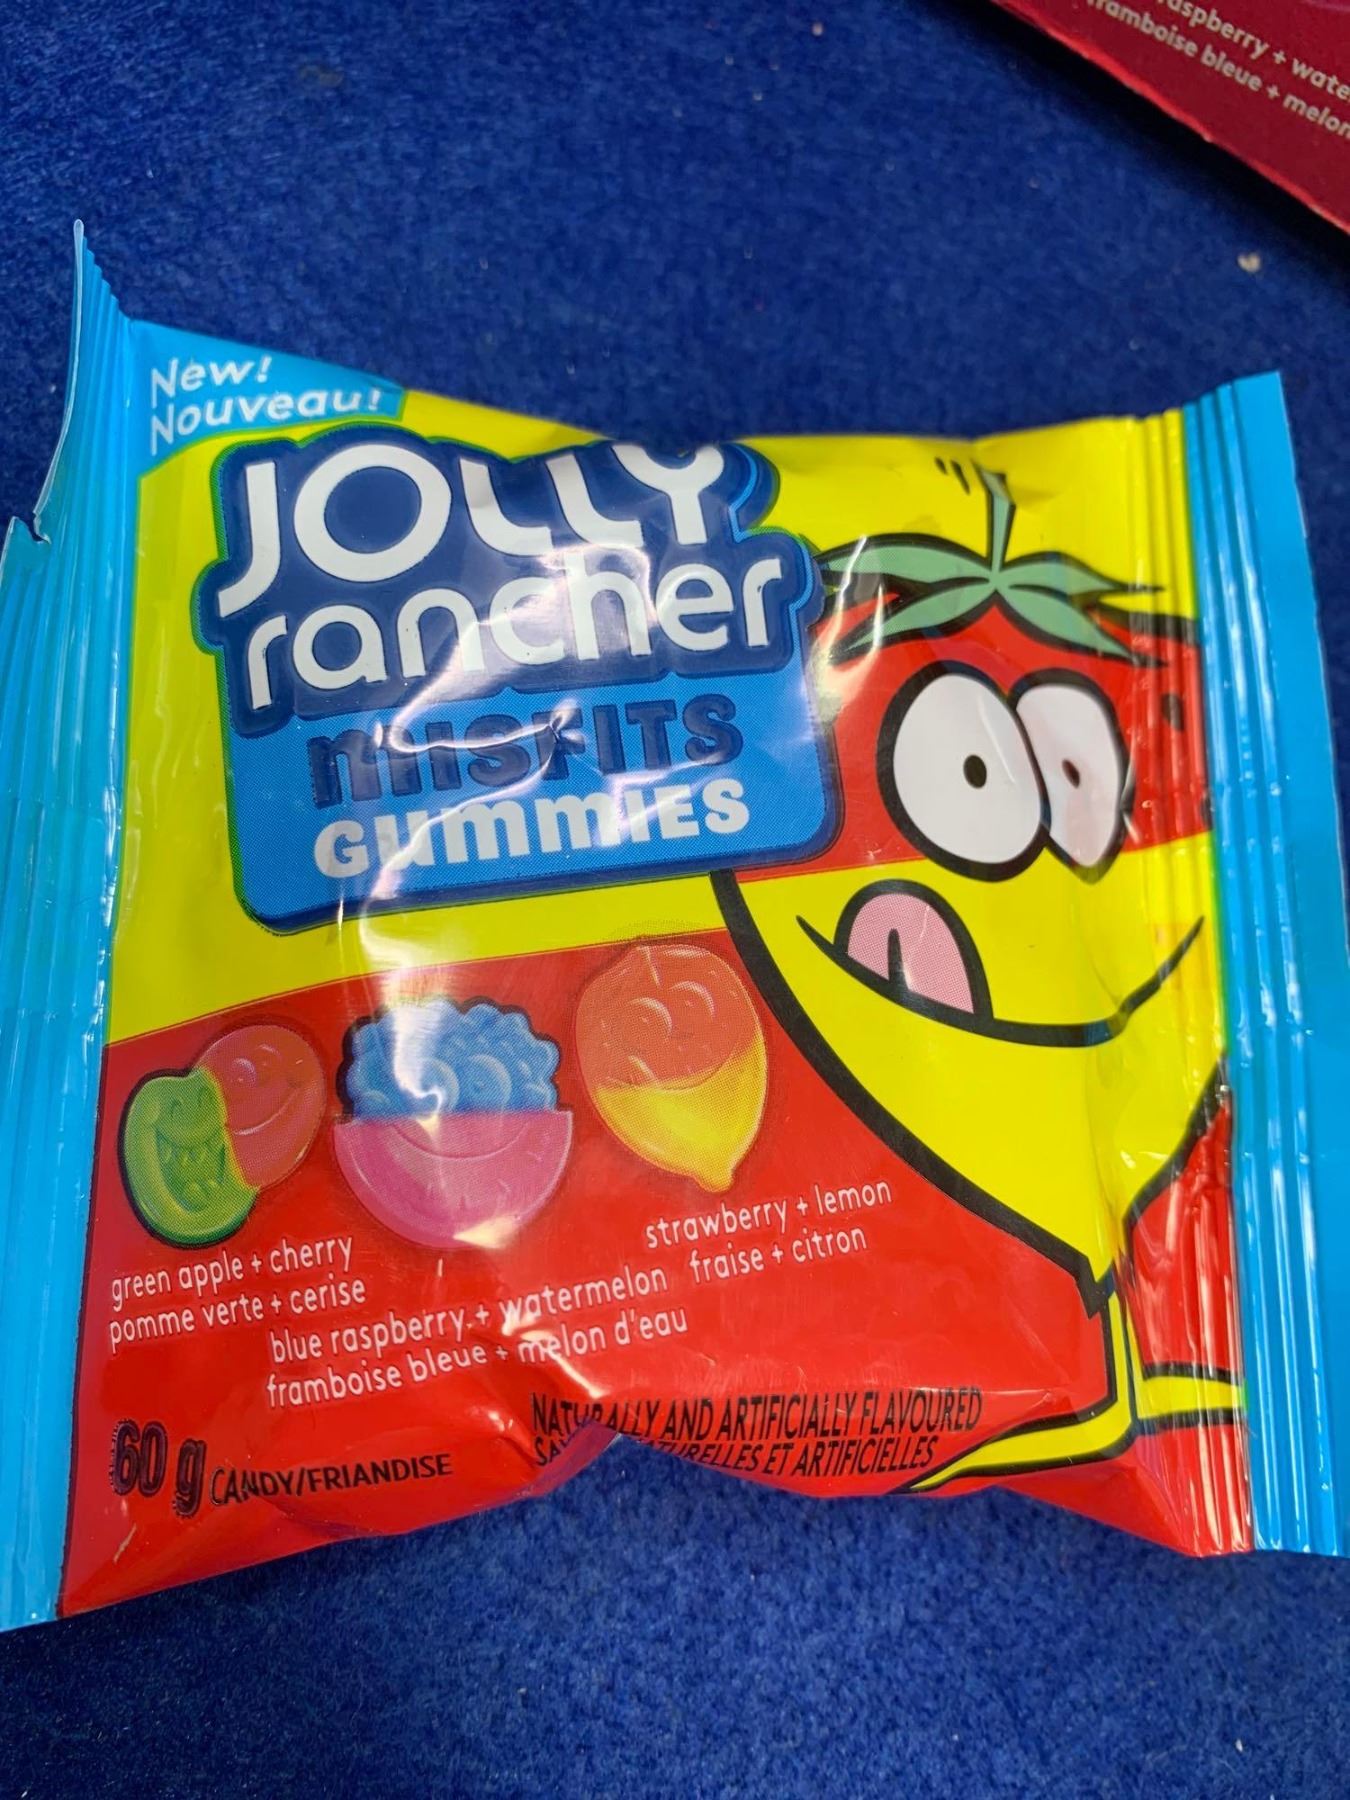 raspberry + wate
framboise bleue + melon
New!
Nouveau!
JOLLY
rancher
MISFITS
GUMMIES
strawberry + lemon
fraise + citron
green apple + cherry
pomme verte + cerise
blue raspberry + watermelon
framboise bleue + melon d'eau
NATURALLY AND ARTIFICIALLY FLAVOURED
ET ARTIFICIELLES
60 g CANDY/FRIANDISE